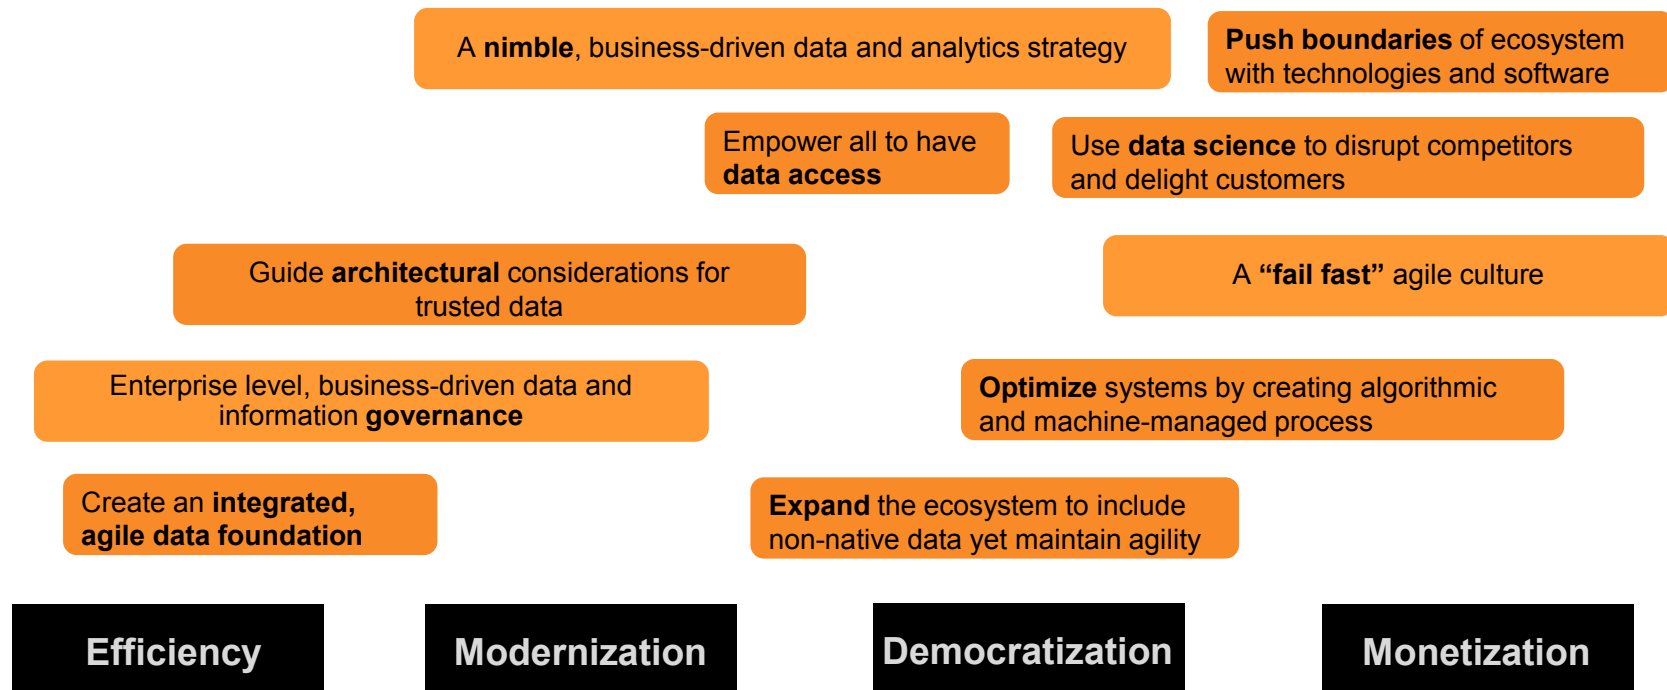 A nimble, business-driven data and analytics strategy
Push boundaries of ecosystem
with technologies and software
Empower all to have
data access
Use data science to disrupt competitors
and delight customers
Guide architectural considerations for
trusted data
A “fail fast” agile culture
Enterprise level, business-driven data and
information governance
Optimize systems by creating algorithmic
and machine-managed process
Create an integrated,
agile data foundation
Expand the ecosystem to include
non-native data yet maintain agility
Efficiency
Modernization
Democratization
Monetization